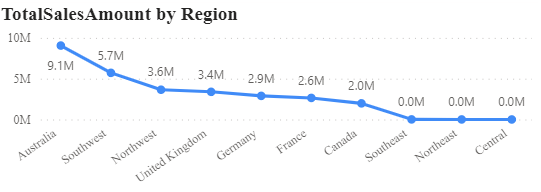 TotalSalesAmount by Region
10M
5M
0M
9.1M
5.7M
3.6M
3.4M
2.9M
2.6M
2.0M
0.0M
0.0M
0.0M
Australia
Southwest
Northwest
United Kingdom
Germany
France
Canada
Southeast
Northeast
Central